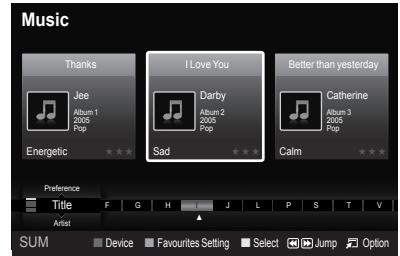 Music
Thanks
I Love You
Better than yesterday
Jee
Album 1
2005
Pop
Energetic
Darby
Album 2
2005
Pop
Sad
Catherine
Album 3
2005
Pop
Calm
Preference
Title F G H I J L P S T V
Artist
SUM Device Favourites Setting Select Jump Option